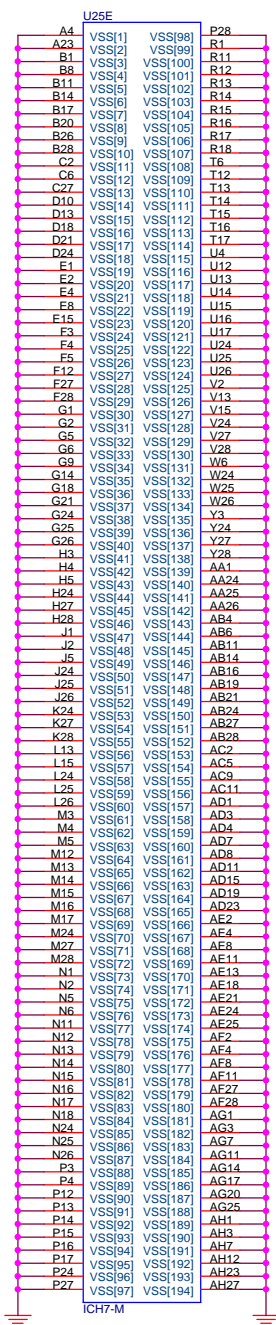 U25E
A4 VSS[1] VSS[98] P28
A23 VSS[2] VSS[99] R1
B1 VSS[3] VSS[100] R11
B8 VSS[4] VSS[101] R12
B11 VSS[5] VSS[102] R13
B14 VSS[6] VSS[103] R14
B17 VSS[7] VSS[104] R15
B20 VSS[8] VSS[105] R16
B26 VSS[9] VSS[106] R17
B28 VSS[10] VSS[107] R18
C2 VSS[11] VSS[108] T6
C6 VSS[12] VSS[109] T12
C27 VSS[13] VSS[110] T13
D10 VSS[14] VSS[111] T14
D13 VSS[15] VSS[112] T15
D18 VSS[16] VSS[113] T16
D21 VSS[17] VSS[114] T17
D24 VSS[18] VSS[115] U4
E1 VSS[19] VSS[116] U12
E2 VSS[20] VSS[117] U13
E4 VSS[21] VSS[118] U14
E8 VSS[22] VSS[119] U15
E15 VSS[23] VSS[120] U16
F3 VSS[24] VSS[121] U17
F4 VSS[25] VSS[122] U24
F5 VSS[26] VSS[123] U25
F12 VSS[27] VSS[124] U26
F27 VSS[28] VSS[125] V2
F28 VSS[29] VSS[126] V13
G1 VSS[30] VSS[127] V15
G2 VSS[31] VSS[128] V24
G5 VSS[32] VSS[129] V27
G6 VSS[33] VSS[130] V28
G9 VSS[34] VSS[131] W6
G14 VSS[35] VSS[132] W24
G18 VSS[36] VSS[133] W25
G21 VSS[37] VSS[134] W26
G24 VSS[38] VSS[135] Y3
G25 VSS[39] VSS[136] Y24
G26 VSS[40] VSS[137] Y27
H3 VSS[41] VSS[138] Y28
H4 VSS[42] VSS[139] AA1
H5 VSS[43] VSS[140] AA24
H24 VSS[44] VSS[141] AA25
H27 VSS[45] VSS[142] AA26
H28 VSS[46] VSS[143] AB4
J1 VSS[47] VSS[144] AB6
J2 VSS[48] VSS[145] AB11
J5 VSS[49] VSS[146] AB14
J24 VSS[50] VSS[147] AB16
J25 VSS[51] VSS[148] AB19
J26 VSS[52] VSS[149] AB21
K24 VSS[53] VSS[150] AB24
K27 VSS[54] VSS[151] AB27
K28 VSS[55] VSS[152] AB28
L13 VSS[56] VSS[153] AC2
L15 VSS[57] VSS[154] AC5
L24 VSS[58] VSS[155] AC9
L25 VSS[59] VSS[156] AC11
L26 VSS[60] VSS[157] AD1
M3 VSS[61] VSS[158] AD3
M4 VSS[62] VSS[159] AD4
M5 VSS[63] VSS[160] AD7
M12 VSS[64] VSS[161] AD8
M13 VSS[65] VSS[162] AD11
M14 VSS[66] VSS[163] AD15
M15 VSS[67] VSS[164] AD19
M16 VSS[68] VSS[165] AD23
M17 VSS[69] VSS[166] AE2
M24 VSS[70] VSS[167] AE4
M27 VSS[71] VSS[168] AE8
M28 VSS[72] VSS[169] AE11
N1 VSS[73] VSS[170] AE13
N2 VSS[74] VSS[171] AE18
N5 VSS[75] VSS[172] AE21
N6 VSS[76] VSS[173] AE24
N11 VSS[77] VSS[174] AE25
N12 VSS[78] VSS[175] AF2
N13 VSS[79] VSS[176] AF4
N14 VSS[80] VSS[177] AF8
N15 VSS[81] VSS[178] AF11
N16 VSS[82] VSS[179] AF27
N17 VSS[83] VSS[180] AF28
N18 VSS[84] VSS[181] AG1
N24 VSS[85] VSS[182] AG3
N25 VSS[86] VSS[183] AG7
N26 VSS[87] VSS[184] AG11
P3 VSS[88] VSS[185] AG14
P4 VSS[89] VSS[186] AG17
P12 VSS[90] VSS[187] AG20
P13 VSS[91] VSS[188] AG25
P14 VSS[92] VSS[189] AH1
P15 VSS[93] VSS[190] AH3
P16 VSS[94] VSS[191] AH7
P17 VSS[95] VSS[192] AH12
P24 VSS[96] VSS[193] AH23
P27 VSS[97] VSS[194] AH27
ICH7-M